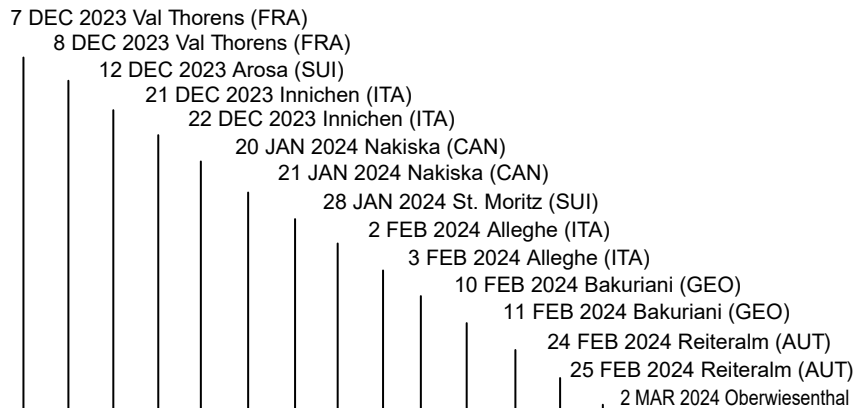 7 DEC 2023 Val Thorens (FRA)
8 DEC 2023 Val Thorens (FRA)
12 DEC 2023 Arosa (SUI)
21 DEC 2023 Innichen (ITA)
22 DEC 2023 Innichen (ITA)
20 JAN 2024 Nakiska (CAN)
21 JAN 2024 Nakiska (CAN)
28 JAN 2024 St. Moritz (SUI)
2 FEB 2024 Alleghe (ITA)
3 FEB 2024 Alleghe (ITA)
10 FEB 2024 Bakuriani (GEO)
11 FEB 2024 Bakuriani (GEO)
24 FEB 2024 Reiteralm (AUT)
25 FEB 2024 Reiteralm (AUT)
2 MAR 2024 Oberwiesenthal